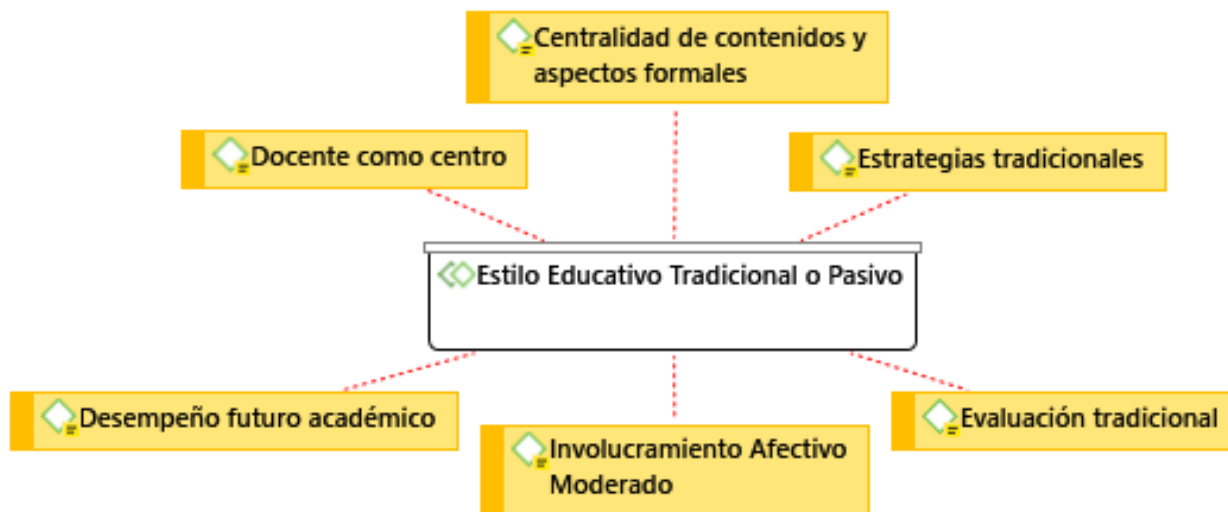 Centralidad de contenidos y
aspectos formales
Docente como centro
Estrategias tradicionales
Estilo Educativo Tradicional o Pasivo
Desempeño futuro académico
Involucramiento Afectivo
Moderado
Evaluación tradicional